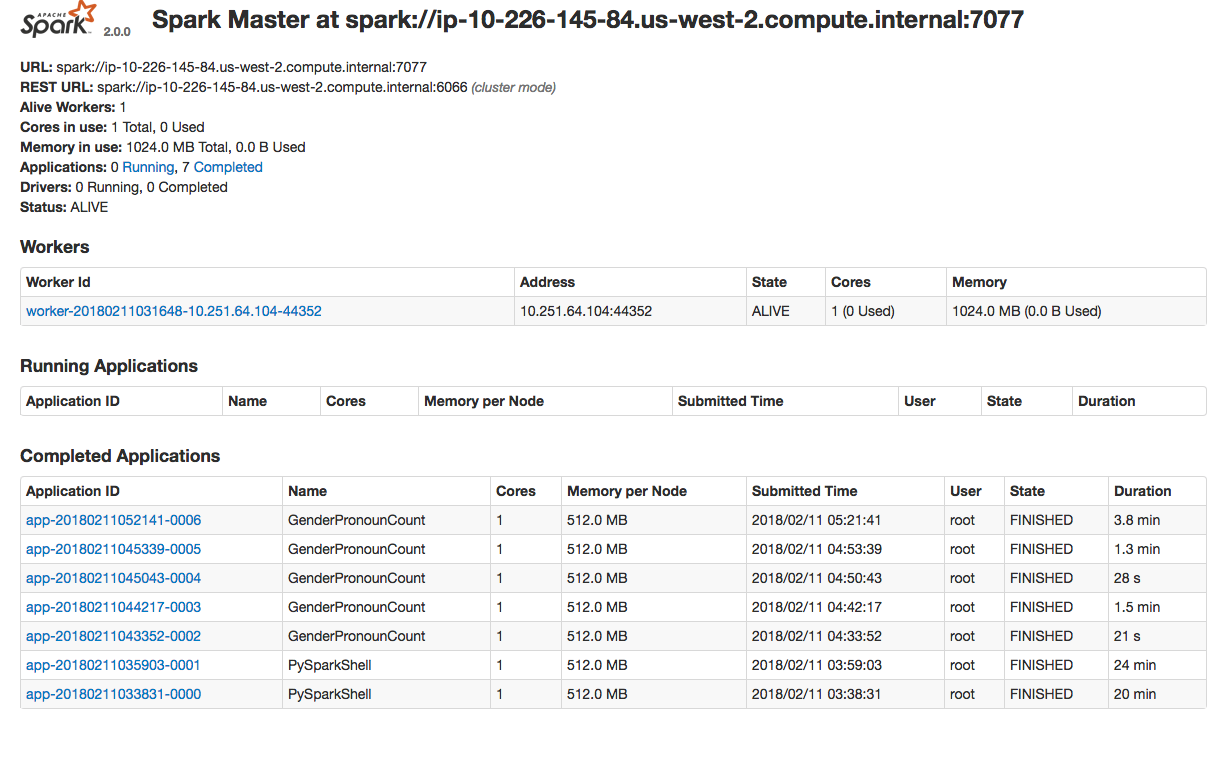 APACHE
Spark 2.0.0 Spark Master at spark://ip-10-226-145-84.us-west-2.compute.internal:7077
URL: spark://ip-10-226-145-84.us-west-2.compute.internal:7077
REST URL: spark://ip-10-226-145-84.us-west-2.compute.internal:6066 (cluster mode)
Alive Workers: 1
Cores in use: 1 Total, 0 Used
Memory in use: 1024.0 MB Total, 0.0 B Used
Applications: 0 Running, 7 Completed
Drivers: 0 Running, 0 Completed
Status: ALIVE
Workers
Worker Id Address State Cores Memory
worker-20180211031648-10.251.64.104-44352 10.251.64.104:44352 ALIVE 1 (0 Used) 1024.0 MB (0.0 B Used)
Running Applications
Application ID Name Cores Memory per Node Submitted Time User State Duration
Completed Applications
Application ID Name Cores Memory per Node Submitted Time User State Duration
app-20180211052141-0006 GenderPronounCount 1 512.0 MB 2018/02/11 05:21:41 root FINISHED 3.8 min
app-20180211045339-0005 GenderPronounCount 1 512.0 MB 2018/02/11 04:53:39 root FINISHED 1.3 min
app-20180211045043-0004 GenderPronounCount 1 512.0 MB 2018/02/11 04:50:43 root FINISHED 28 s
app-20180211044217-0003 GenderPronounCount 1 512.0 MB 2018/02/11 04:42:17 root FINISHED 1.5 min
app-20180211043352-0002 GenderPronounCount 1 512.0 MB 2018/02/11 04:33:52 root FINISHED 21 s
app-20180211035903-0001 PySparkShell 1 512.0 MB 2018/02/11 03:59:03 root FINISHED 24 min
app-20180211033831-0000 PySparkShell 1 512.0 MB 2018/02/11 03:38:31 root FINISHED 20 min